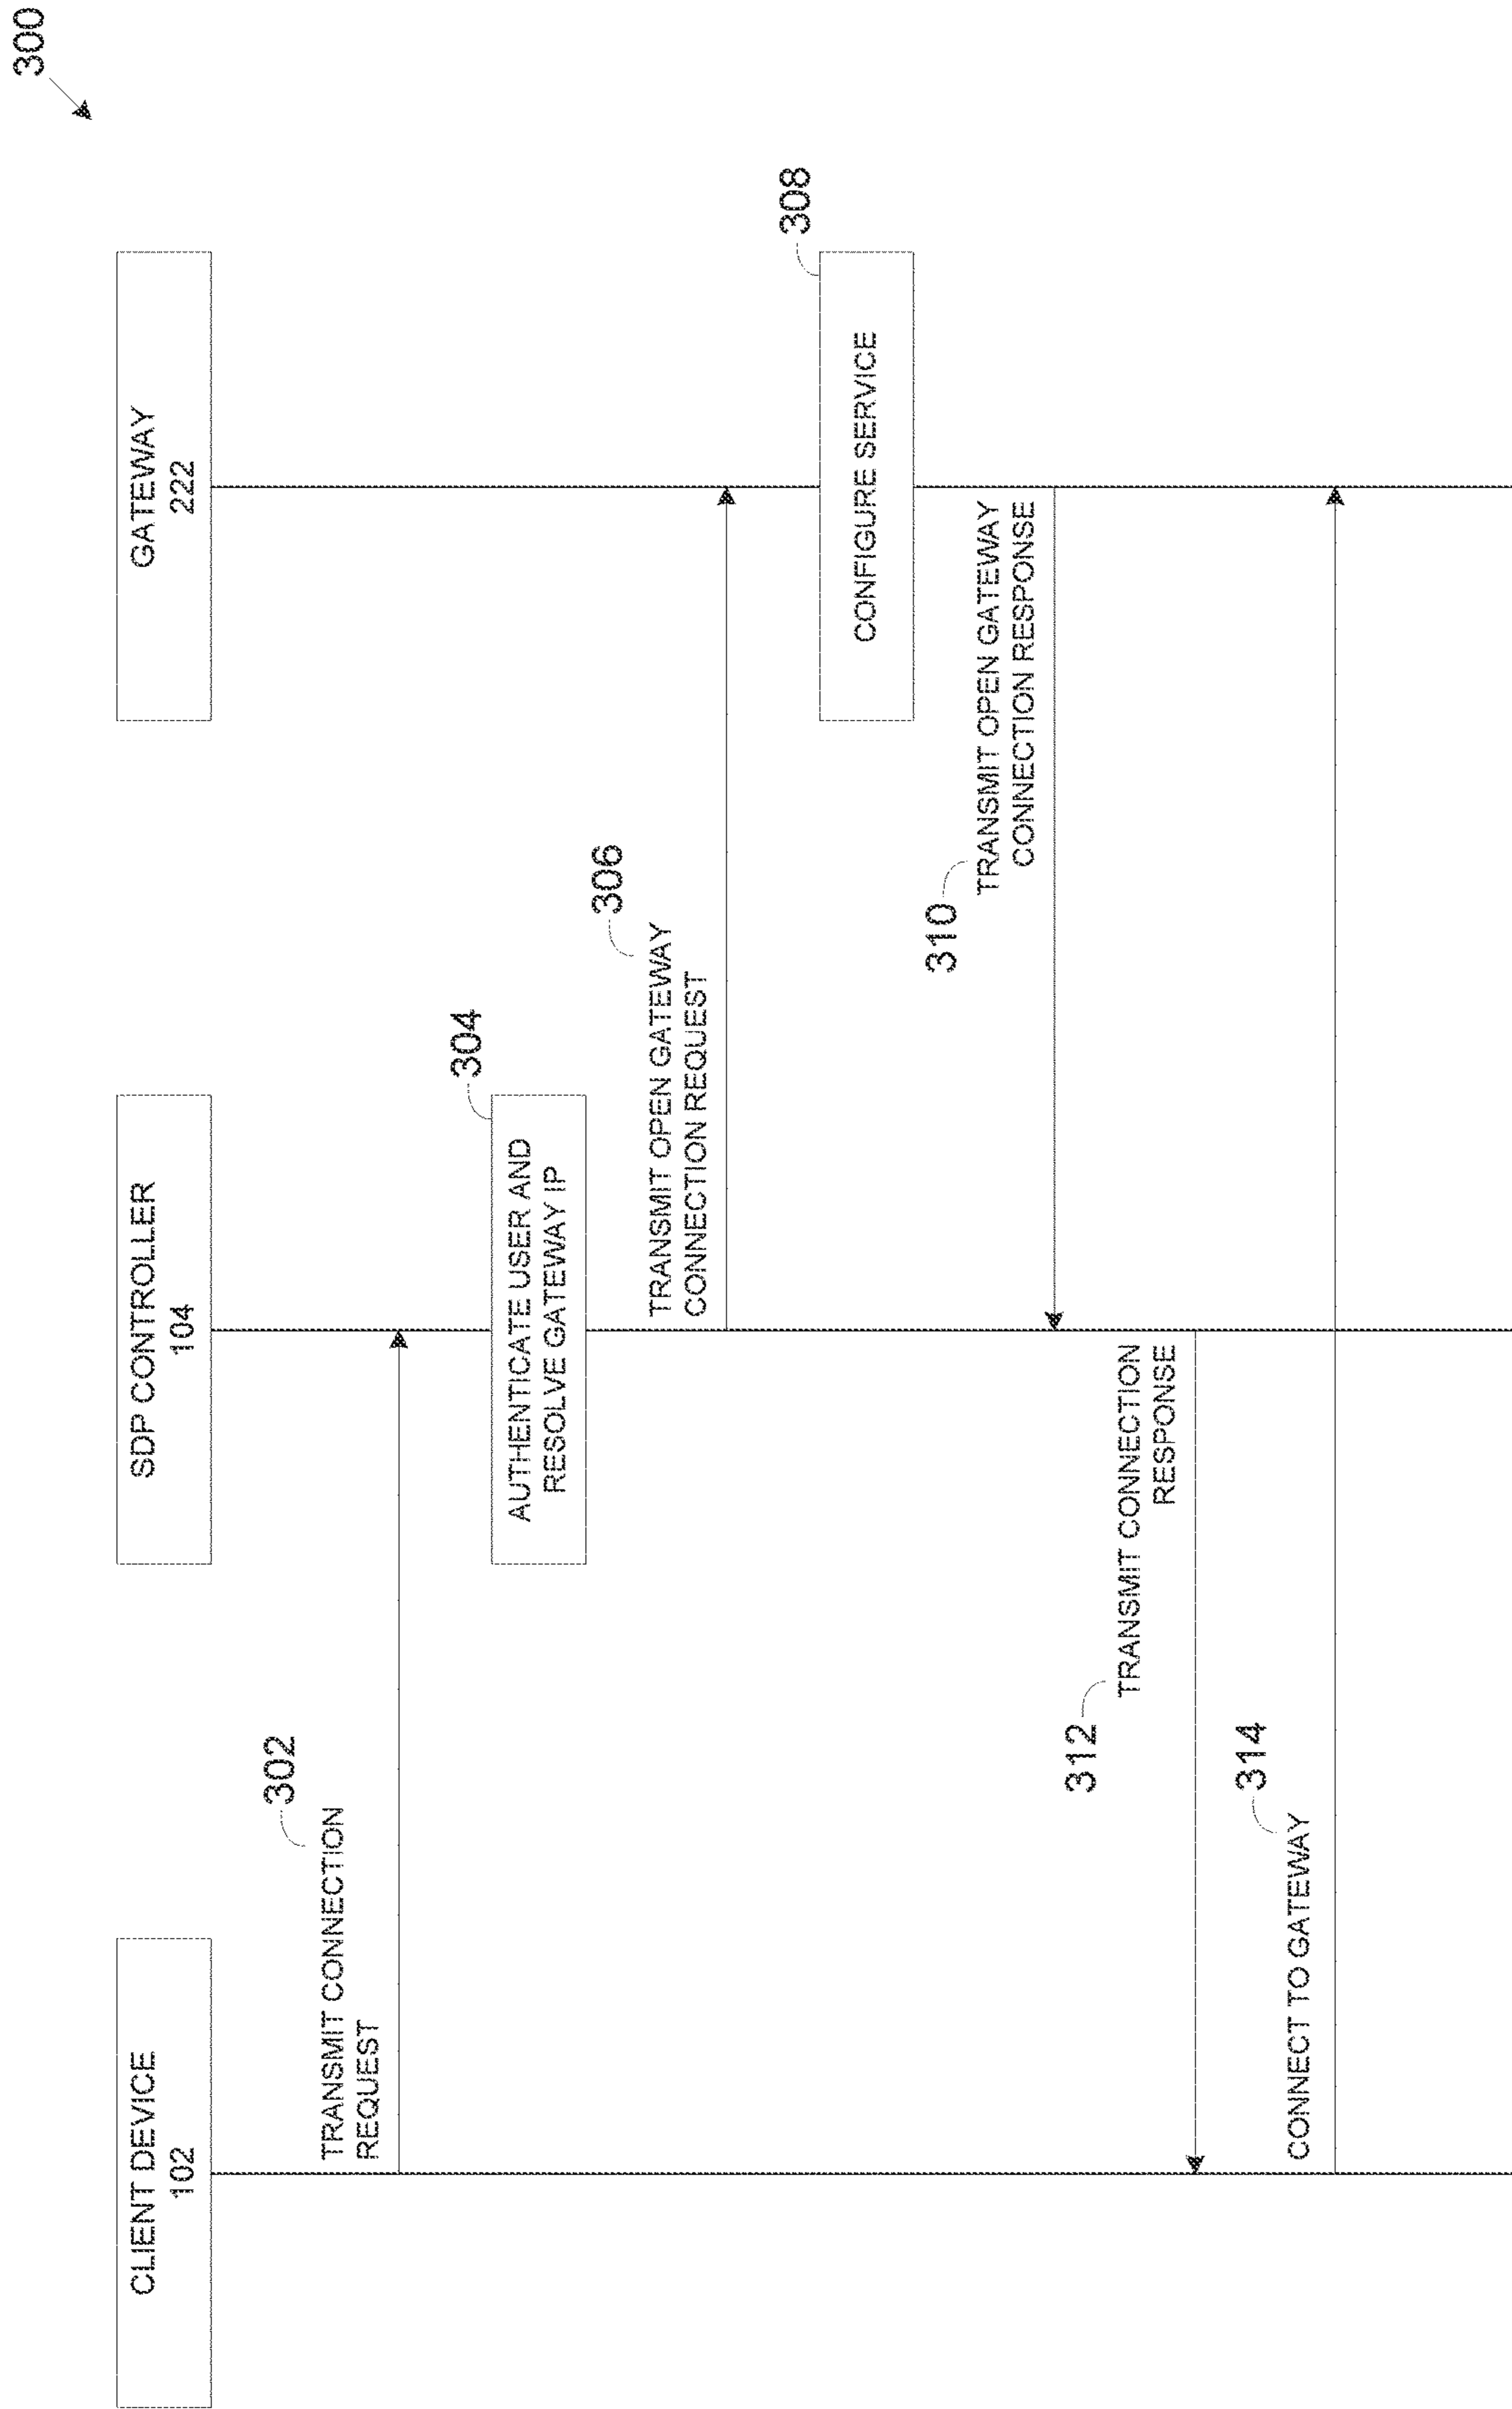 300
CLIENT DEVICE
102
SDP CONTROLLER
104
GATEWAY
222
302
TRANSMIT CONNECTION
REQUEST
304
AUTHENTICATE USER AND
RESOLVE GATEWAY IP
306
TRANSMIT OPEN GATEWAY
CONNECTION REQUEST
308
CONFIGURE SERVICE
310
TRANSMIT OPEN GATEWAY
CONNECTION RESPONSE
312
TRANSMIT CONNECTION
RESPONSE
314
CONNECT TO GATEWAY